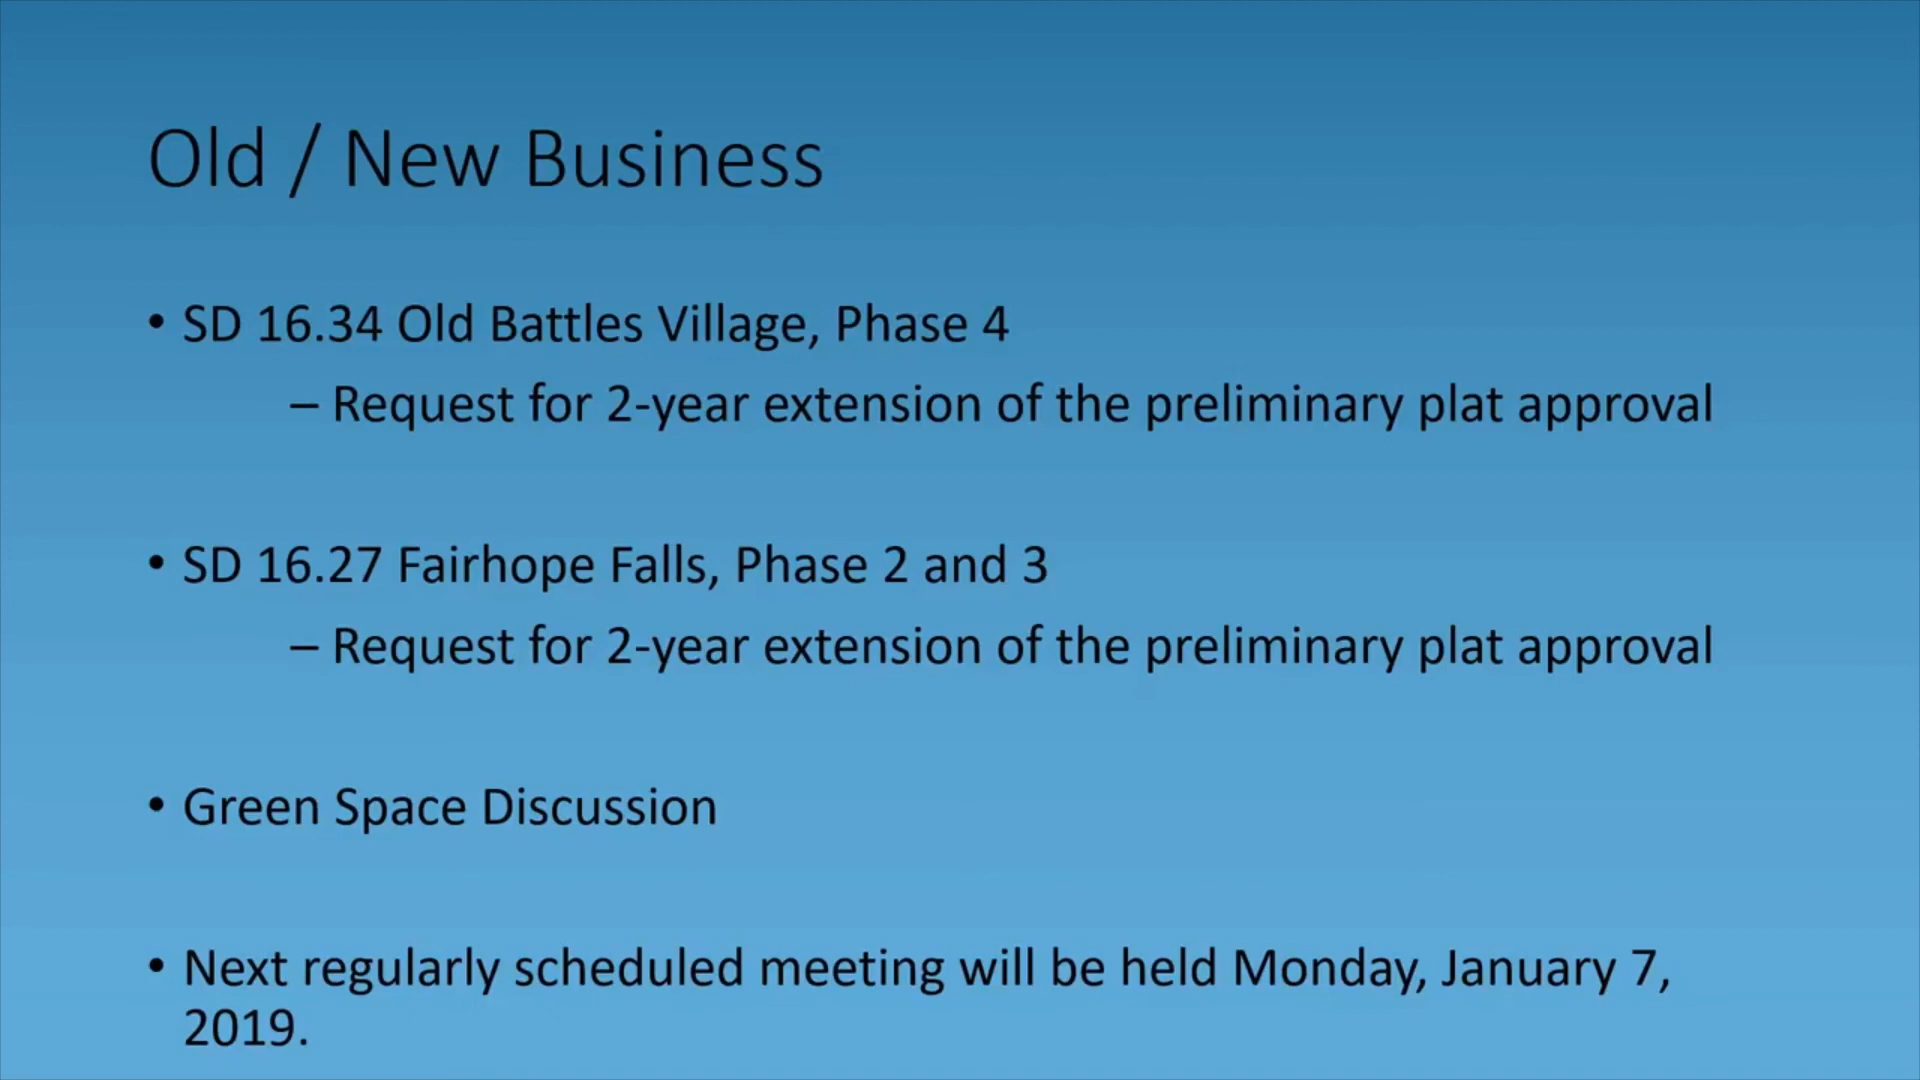 Old / New Business
• SD 16.34 Old Battles Village, Phase 4
– Request for 2-year extension of the preliminary plat approval
• SD 16.27 Fairhope Falls, Phase 2 and 3
– Request for 2-year extension of the preliminary plat approval
• Green Space Discussion
• Next regularly scheduled meeting will be held Monday, January 7,
2019.